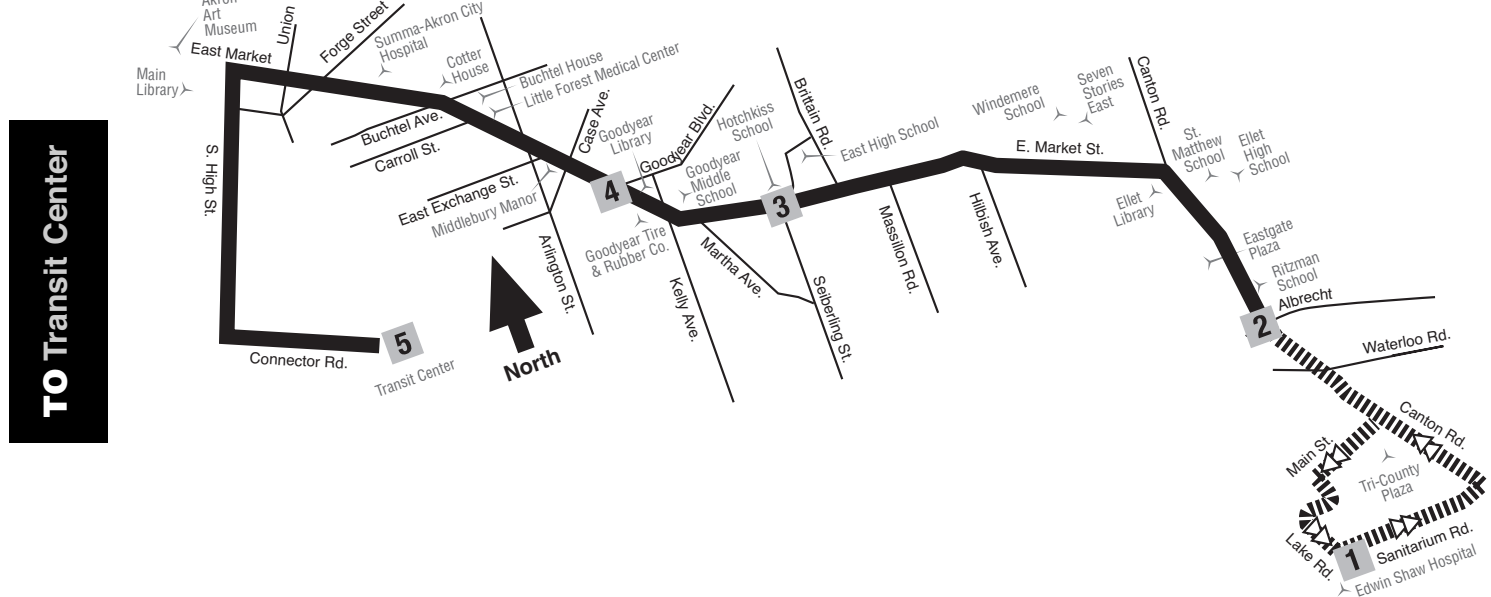 TO Transit Center
Akron
Art
Museum
East Market
Union
Forge Street
Main
Library
Summa-Akron City
Hospital
Cotter
House
Buchtel House
Little Forest Medical Center
Buchtel Ave.
Carroll St.
East Exchange St.
Middlebury Manor
Case Ave.
Goodyear
Library
Goodyear Blvd.
4
Goodyear
Middle
School
Hotchkiss
School
Brittain Rd.
East High School
3
Windemere
School
Seven
Stories
East
Canton Rd.
E. Market St.
St.
Matthew
School
Ellet
High
School
Ellet
Library
Eastgate
Plaza
Ritzman
School
Albrecht
2
Waterloo Rd.
S. High St.
Goodyear Tire
& Rubber Co.
Arlington St.
Kelly Ave.
Martha Ave.
Seiberling St.
Massillon Rd.
Hilbish Ave.
North
5
Transit Center
Connector Rd.
Canton Rd.
Main St.
Tri-County
Plaza
Lake Rd.
1
Sanitarium Rd.
Edwin Shaw Hospital